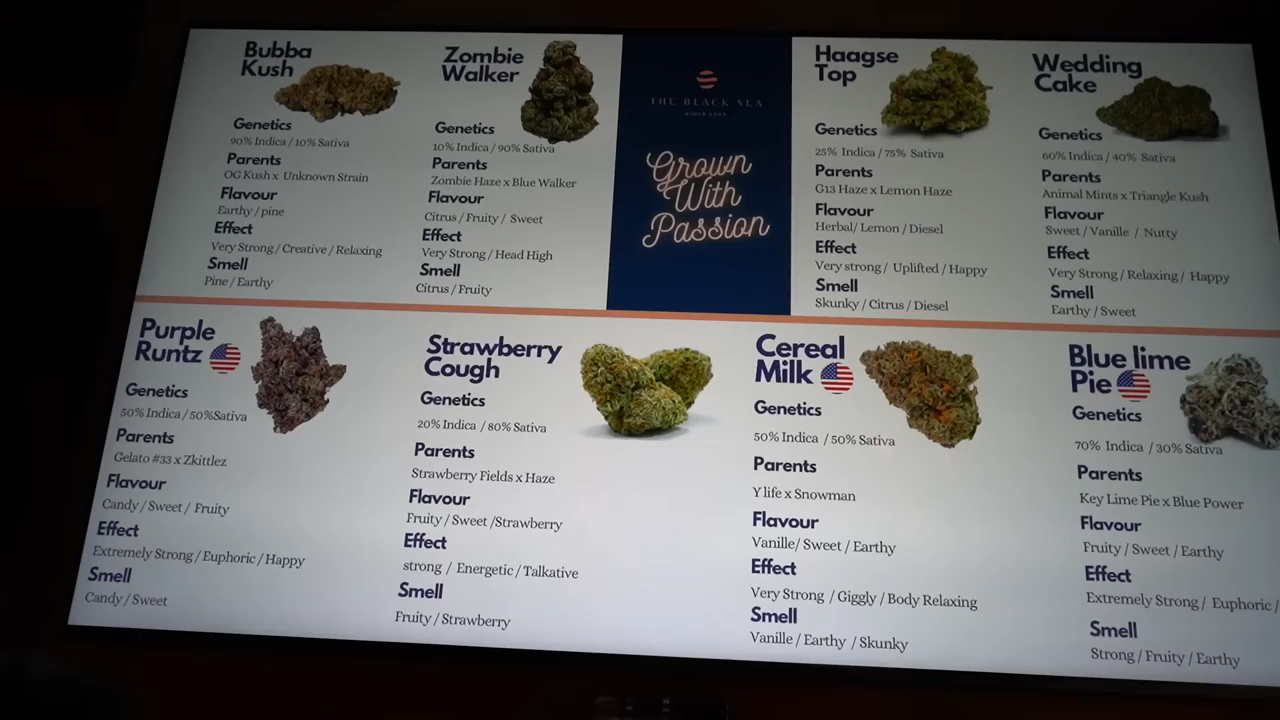 Bubba
Kush
Genetics
90% Indica / 10% Sativa
Parents
OG Kush x Unknown Strain
Flavour
Earthy / pine
Effect
Very Strong / Creative / Relaxing
Smell
Pine / Earthy
Zombie
Walker
Genetics
10% Indica / 90% Sativa
Parents
Zombie Haze x Blue Walker
Flavour
Citrus / Fruity / Sweet
Effect
Very Strong / Head High
Smell
Citrus / Fruity
THE BLACK SEA
Grown
With
Passion
Haagse
Top
Genetics
25% Indica / 75% Sativa
Parents
G13 Haze x Lemon Haze
Flavour
Herbal/ Lemon / Diesel
Effect
Very strong / Uplifted / Happy
Smell
Skunky / Citrus / Diesel
Wedding
Cake
Genetics
60% Indica / 40% Sativa
Parents
Animal Mints x Triangle Kush
Flavour
Sweet / Vanille / Nutty
Effect
Very Strong / Relaxing / Happy
Smell
Earthy / Sweet
Purple
Runtz
Genetics
50% Indica / 50%Sativa
Parents
Gelato #33 x Zkittlez
Flavour
Candy / Sweet / Fruity
Effect
Extremely Strong / Euphoric / Happy
Smell
Candy / Sweet
Strawberry
Cough
Genetics
20% Indica / 80% Sativa
Parents
Strawberry Fields x Haze
Flavour
Fruity / Sweet /Strawberry
Effect
strong / Energetic / Talkative
Smell
Fruity / Strawberry
Cereal
Milk
Genetics
50% Indica / 50% Sativa
Parents
Y life x Snowman
Flavour
Vanille/ Sweet / Earthy
Effect
Very Strong / Giggly / Body Relaxing
Smell
Vanille / Earthy / Skunky
Blue lime
Pie
Genetics
70% Indica / 30% Sativa
Parents
Key Lime Pie x Blue Power
Flavour
Fruity / Sweet / Earthy
Effect
Extremely Strong / Euphoric /
Smell
Strong / Fruity / Earthy